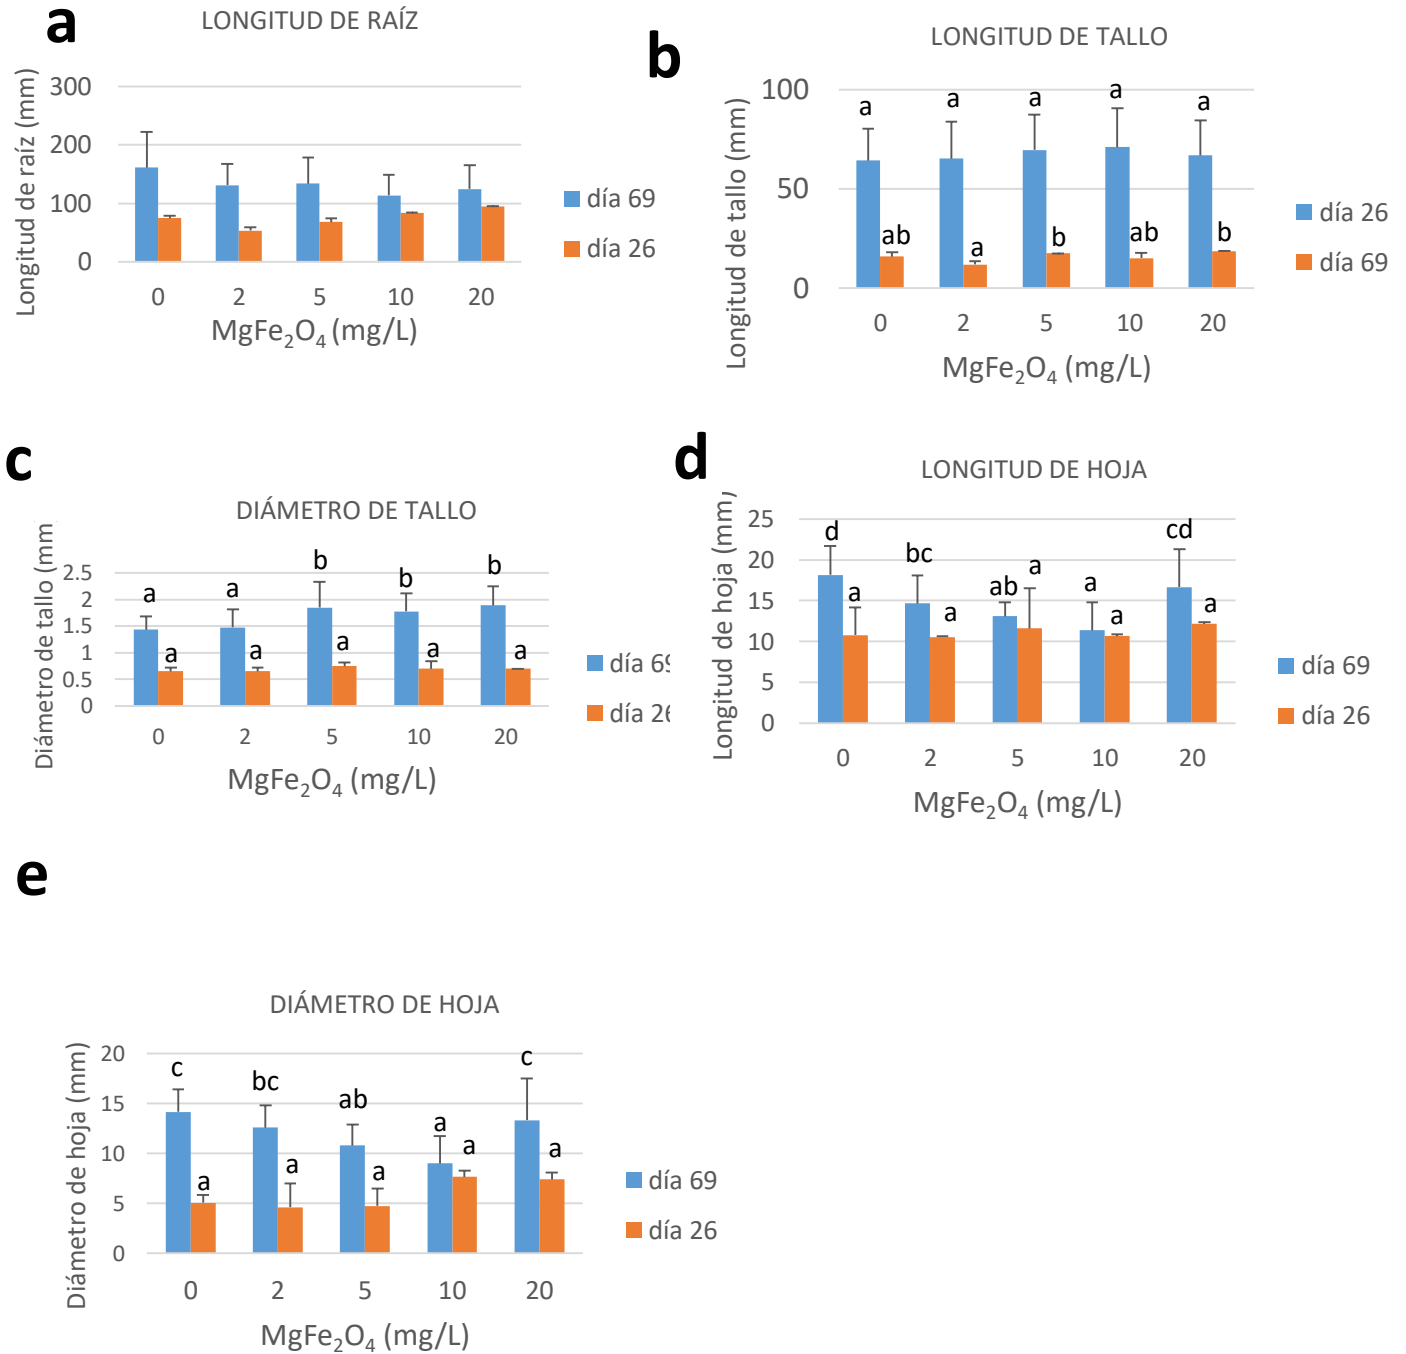 a
LONGITUD DE RAÍZ
Longitud de raíz (mm)
300
200
100
0
0 2 5 10 20
MgFe2O4 (mg/L)
día 69
día 26
b
LONGITUD DE TALLO
Longitud de tallo (mm)
100
50
0
a a a a a
ab a b ab b
0 2 5 10 20
MgFe2O4 (mg/L)
día 26
día 69
c
DIÁMETRO DE TALLO
Diámetro de tallo (mm
2.5
2
1.5
1
0.5
0
a a b b b
a a a a a
0 2 5 10 20
MgFe2O4 (mg/L)
día 69
día 26
d
LONGITUD DE HOJA
Longitud de hoja (mm)
25
20
15
10
5
0
d bc ab a cd
a a a a a
0 2 5 10 20
MgFe2O4 (mg/L)
día 69
día 26
e
DIÁMETRO DE HOJA
Diámetro de hoja (mm)
20
15
10
5
0
c bc ab a c
a a a a a
0 2 5 10 20
MgFe2O4 (mg/L)
día 69
día 26